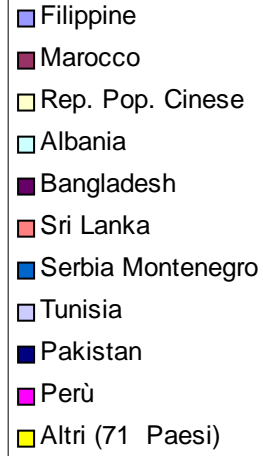 Filippine
Marocco
Rep. Pop. Cinese
Albania
Bangladesh
Sri Lanka
Serbia Montenegro
Tunisia
Pakistan
Perù
Altri (71 Paesi)